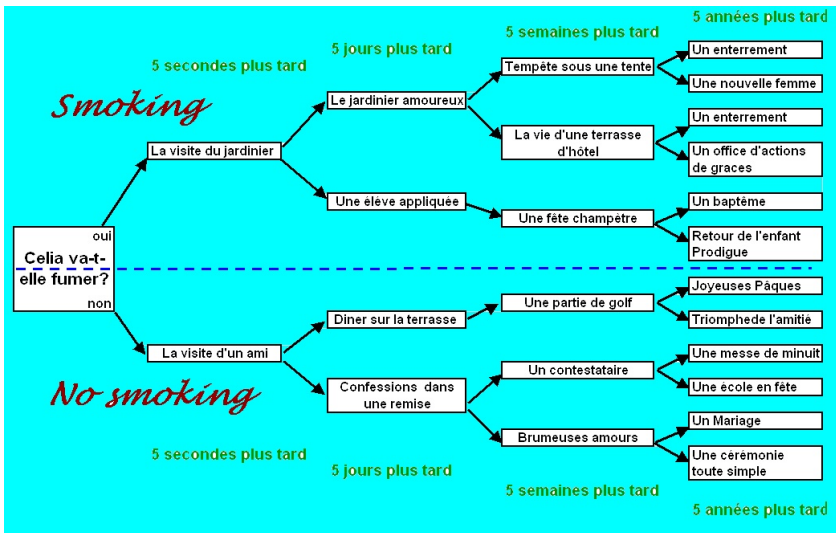 5 années plus tard
5 semaines plus tard
5 jours plus tard
5 secondes plus tard
Smoking
Un enterrement
Tempête sous une tente
Une nouvelle femme
Le jardinier amoureux
Un enterrement
La vie d'une terrasse
d'hôtel
La visite du jardinier
Un office d'actions
de graces
Une élève appliquée
Un baptême
Une fête champêtre
Retour de l'enfant
Prodigue
oui
Celia va-t-
elle fumer?
non
Joyeuses Pâques
Une partie de golf
Diner sur la terrasse
Triomphede l'amitié
La visite d'un ami
Une messe de minuit
Un contestataire
Une école en fête
Confessions dans
une remise
No smoking
Un Mariage
Brumeuses amours
Une cérémonie
toute simple
5 secondes plus tard
5 jours plus tard
5 semaines plus tard
5 années plus tard